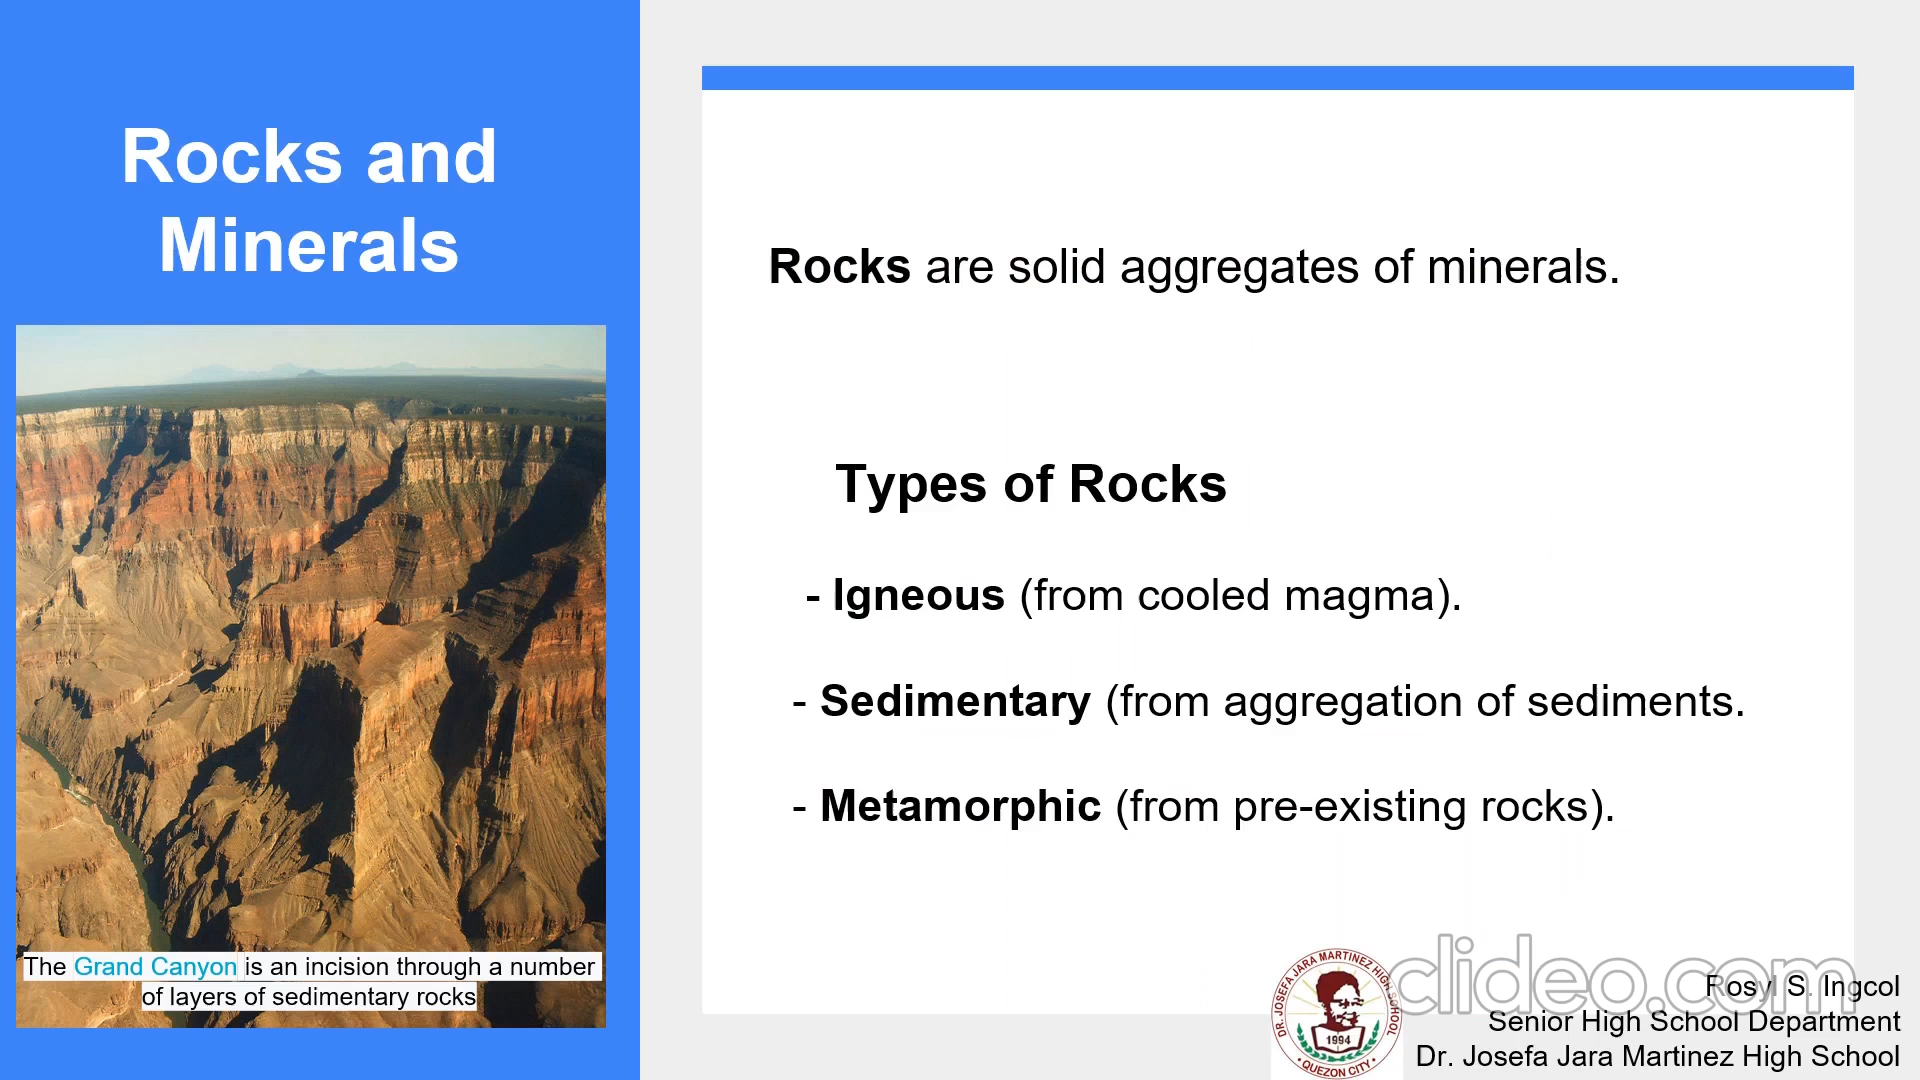 Rocks and
Minerals
The Grand Canyon is an incision through a number
of layers of sedimentary rocks
Rocks are solid aggregates of minerals.
Types of Rocks
- Igneous (from cooled magma).
- Sedimentary (from aggregation of sediments.
- Metamorphic (from pre-existing rocks).
DR. JOSEFA JARA MARTINEZ HIGH SCHOOL
1994
• QUEZON CITY •
clideo.com
Rosyl S. Ingcol
Senior High School Department
Dr. Josefa Jara Martinez High School